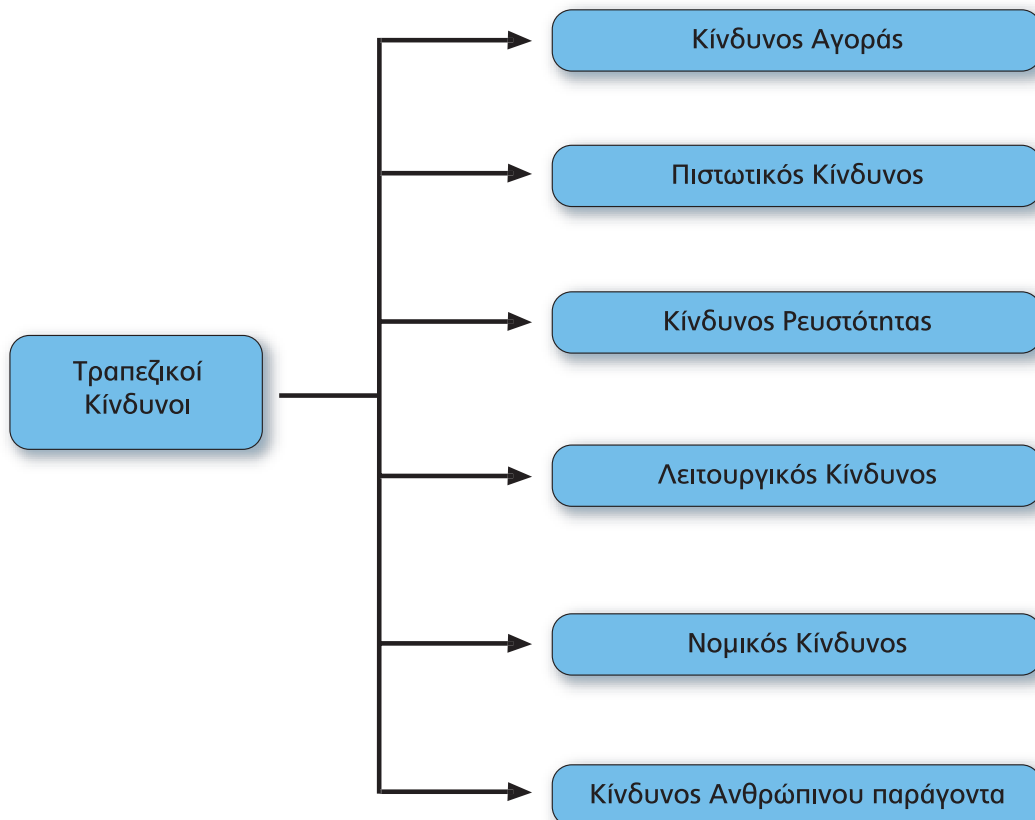 Κίνδυνος Αγοράς
Πιστωτικός Κίνδυνος
Κίνδυνος Ρευστότητας
Τραπεζικοί
Κίνδυνοι
Λειτουργικός Κίνδυνος
Νομικός Κίνδυνος
Κίνδυνος Ανθρώπινου παράγοντα